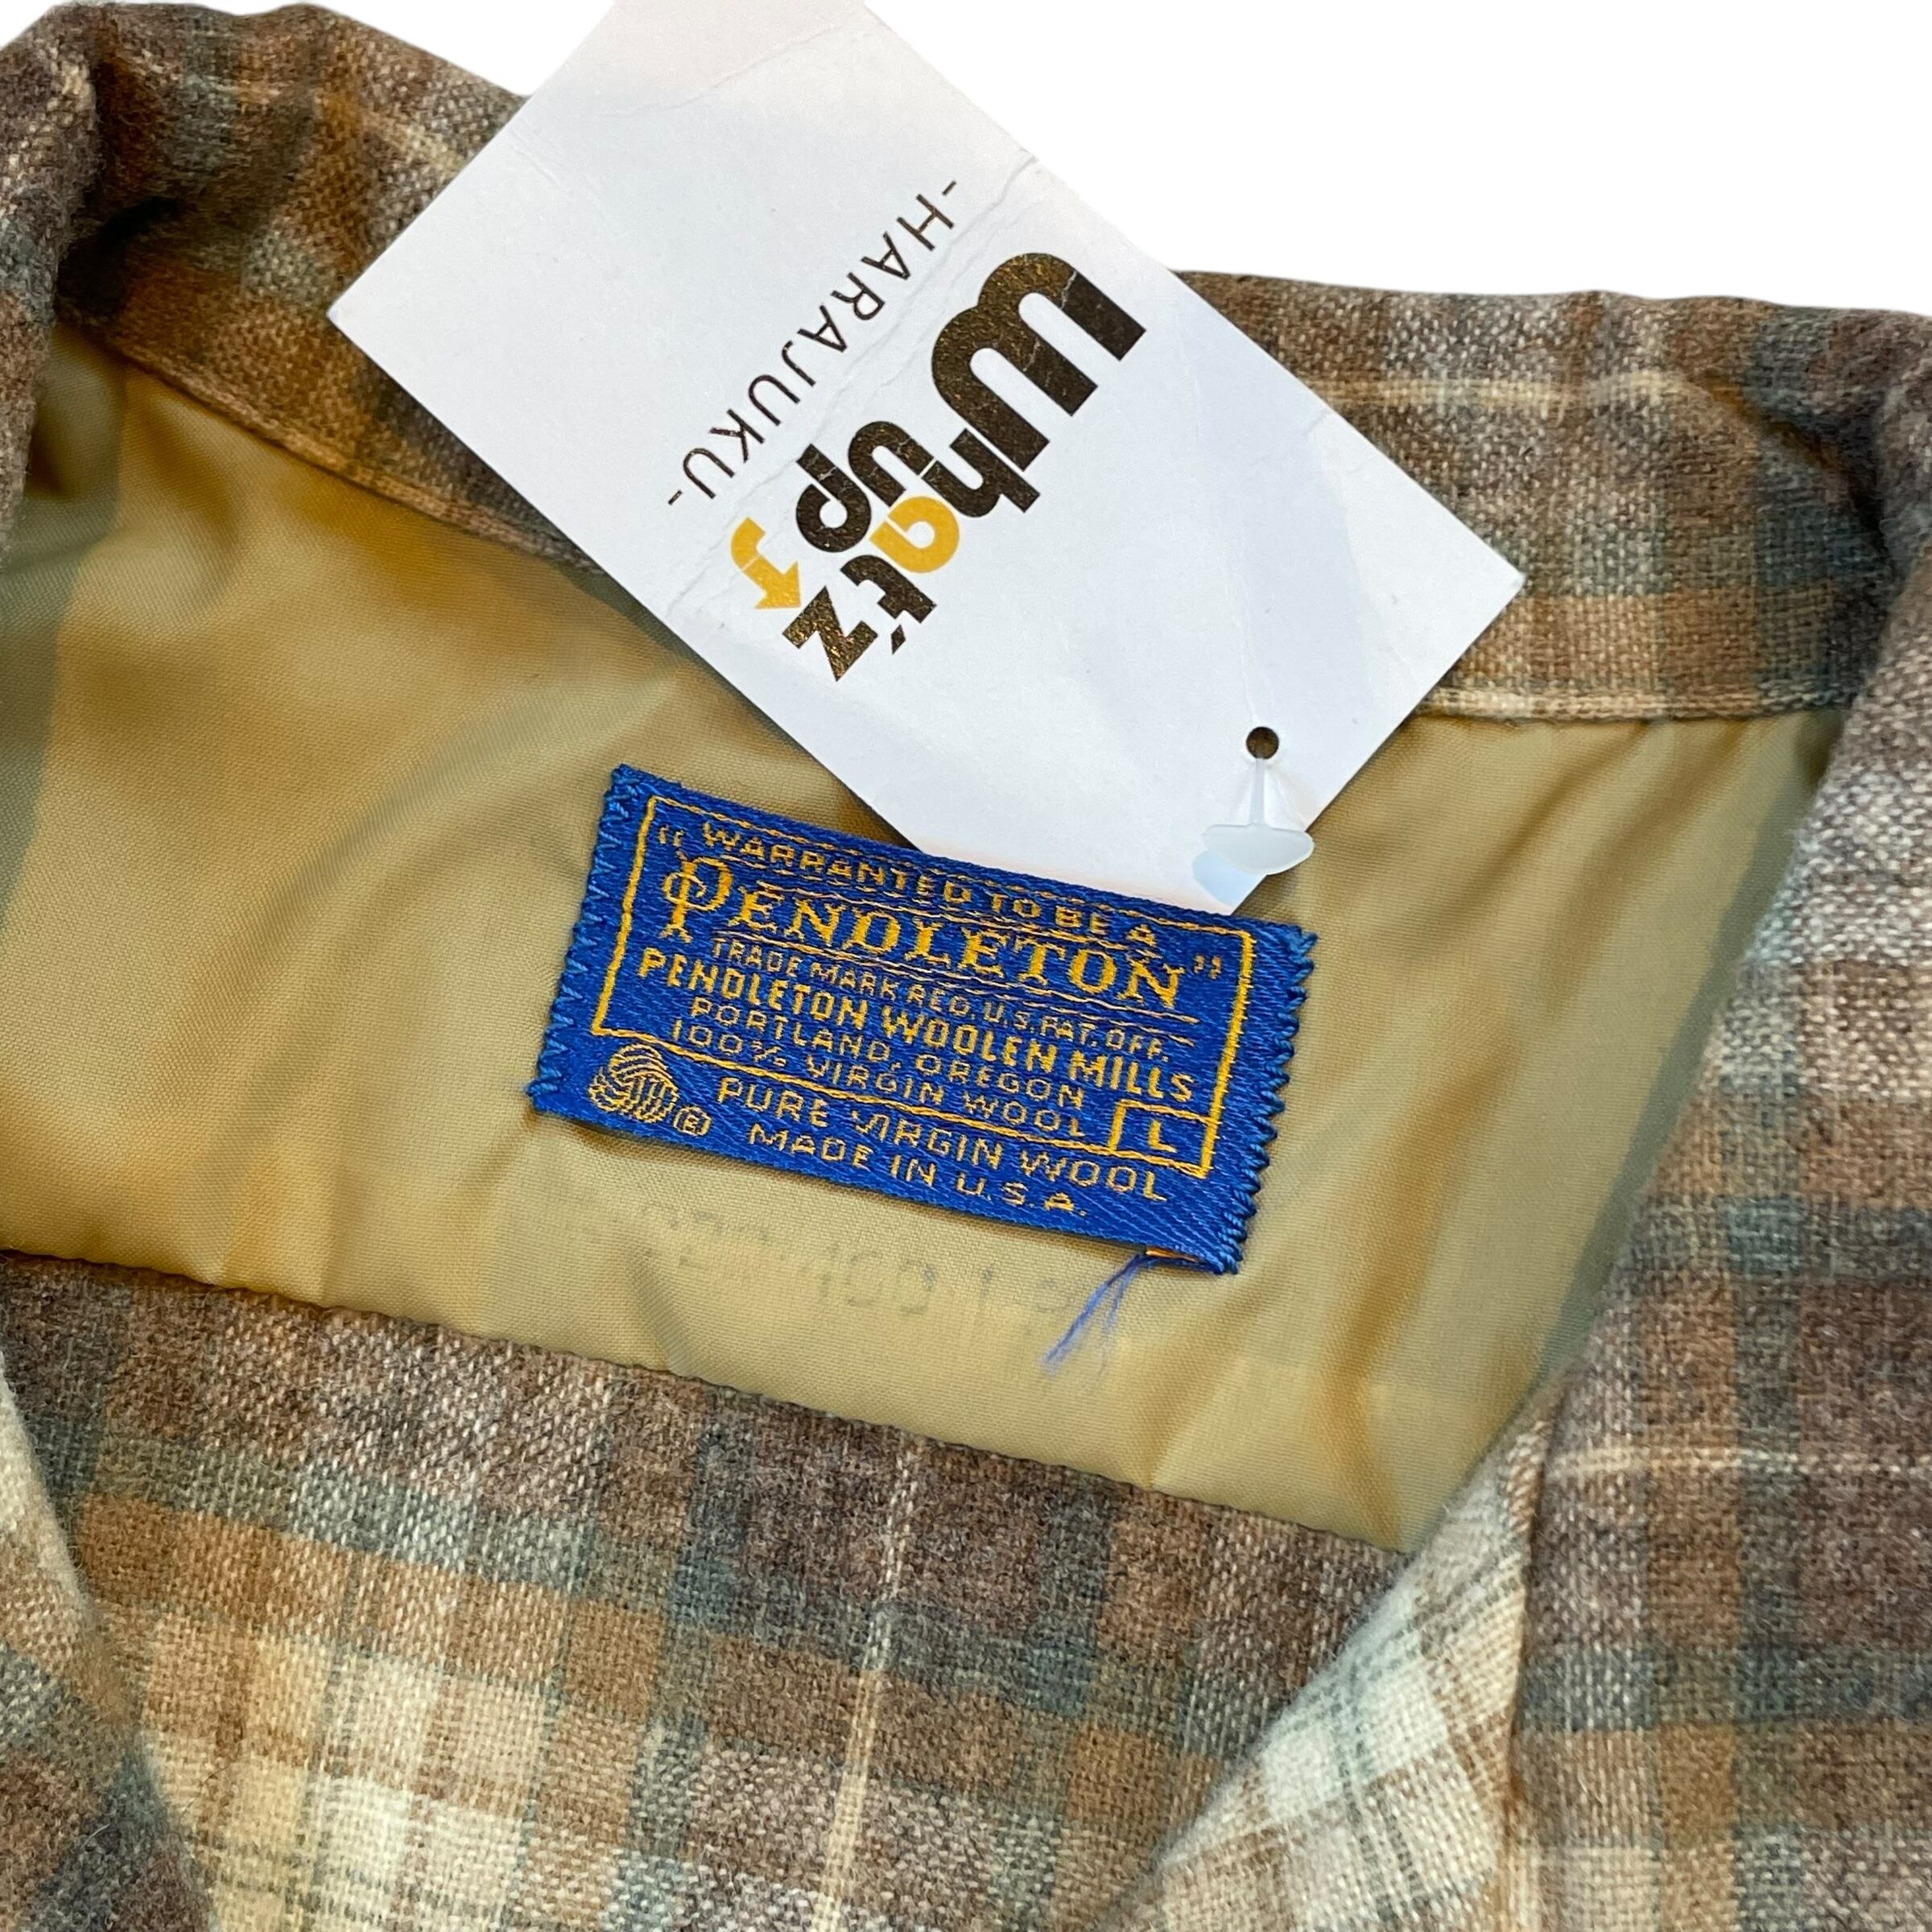 -HARAJUKU-
What'z
up
"WARRANTED TO BE A
PENDLETON"
TRADE MARK REG. U.S. PAT. OFF.
PENDLETON WOOLEN MILLS
PORTLAND, OREGON
100% VIRGIN WOOL
L
PURE VIRGIN WOOL
® MADE IN U.S.A.